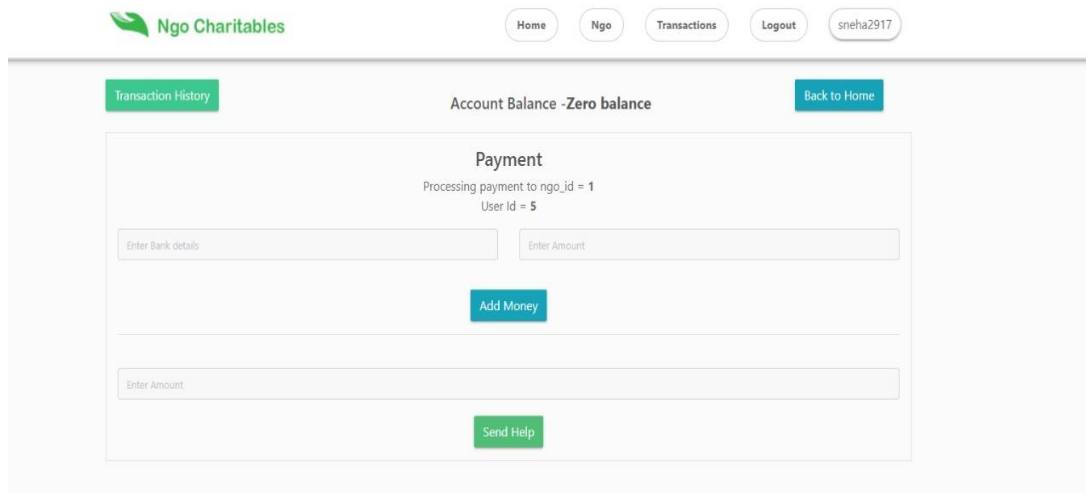 Ngo Charitables
Home
Ngo
Transactions
Logout
sneha2917
Transaction History
Account Balance -Zero balance
Back to Home
Payment
Processing payment to ngo_id = 1
User Id = 5
Enter Bank details
Enter Amount
Add Money
Enter Amount
Send Help